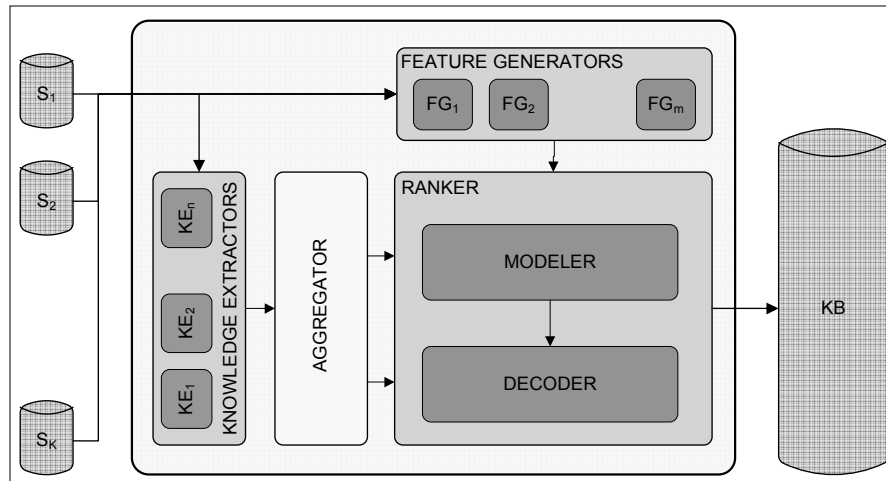 S1
S2
SK
FEATURE GENERATORS
FG1
FG2
FGm
KEn
KE2
KE1
KNOWLEDGE EXTRACTORS
AGGREGATOR
RANKER
MODELER
DECODER
KB